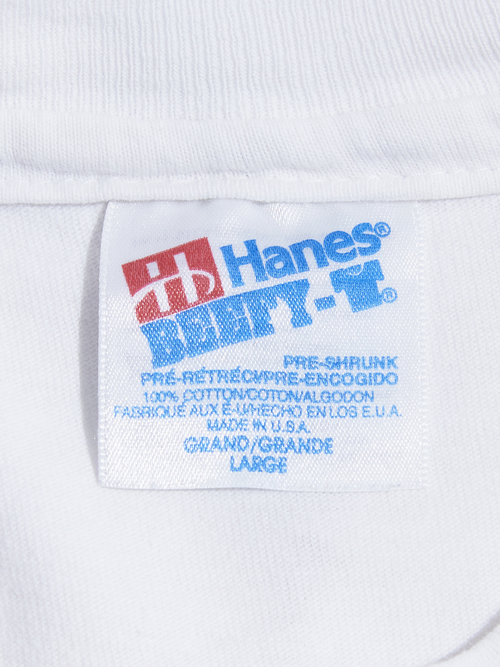 h Hanes®
BEEFY-T®
PRE-SHRUNK
PRÉ-RÉTRÉCI/PRE-ENCOGIDO
100% COTTON/COTON/ALGODON
FABRIQUÉ AUX É-U/HECHO EN LOS E.U.A.
MADE IN U.S.A.
GRAND/GRANDE
LARGE